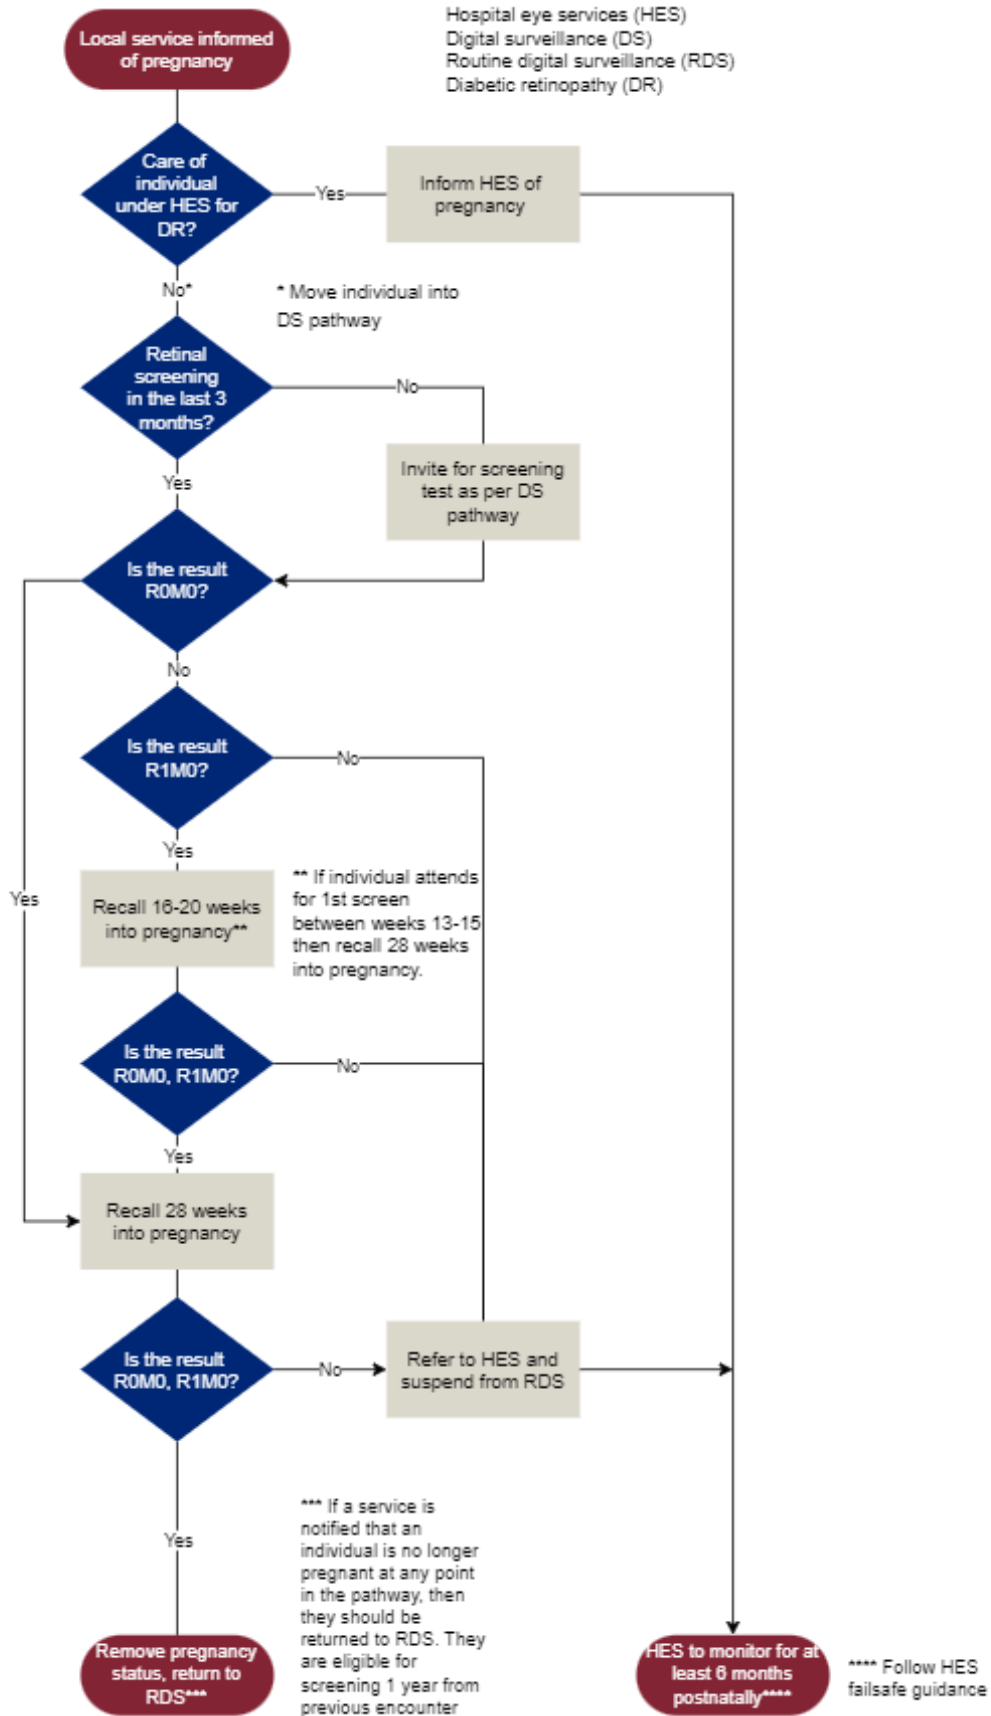 Hospital eye services (HES)
Digital surveillance (DS)
Routine digital surveillance (RDS)
Diabetic retinopathy (DR)
Local service informed
of pregnancy
Care of
individual
under HES for
DR?
Yes
Inform HES of
pregnancy
No*
* Move individual into
DS pathway
Retinal
screening
in the last 3
months?
No
Invite for screening
test as per DS
pathway
Yes
Is the result
R0M0?
No
Is the result
R1M0?
No
Yes
Yes
Recall 16-20 weeks
into pregnancy**
** If individual attends
for 1st screen
between weeks 13-15
then recall 28 weeks
into pregnancy.
Is the result
R0M0, R1M0?
No
Yes
Recall 28 weeks
into pregnancy
Is the result
R0M0, R1M0?
No
Refer to HES and
suspend from RDS
Yes
*** If a service is
notified that an
individual is no longer
pregnant at any point
in the pathway, then
they should be
returned to RDS. They
are eligible for
screening 1 year from
previous encounter
Remove pregnancy
status, return to
RDS***
HES to monitor for at
least 6 months
postnatally****
**** Follow HES
failsafe guidance